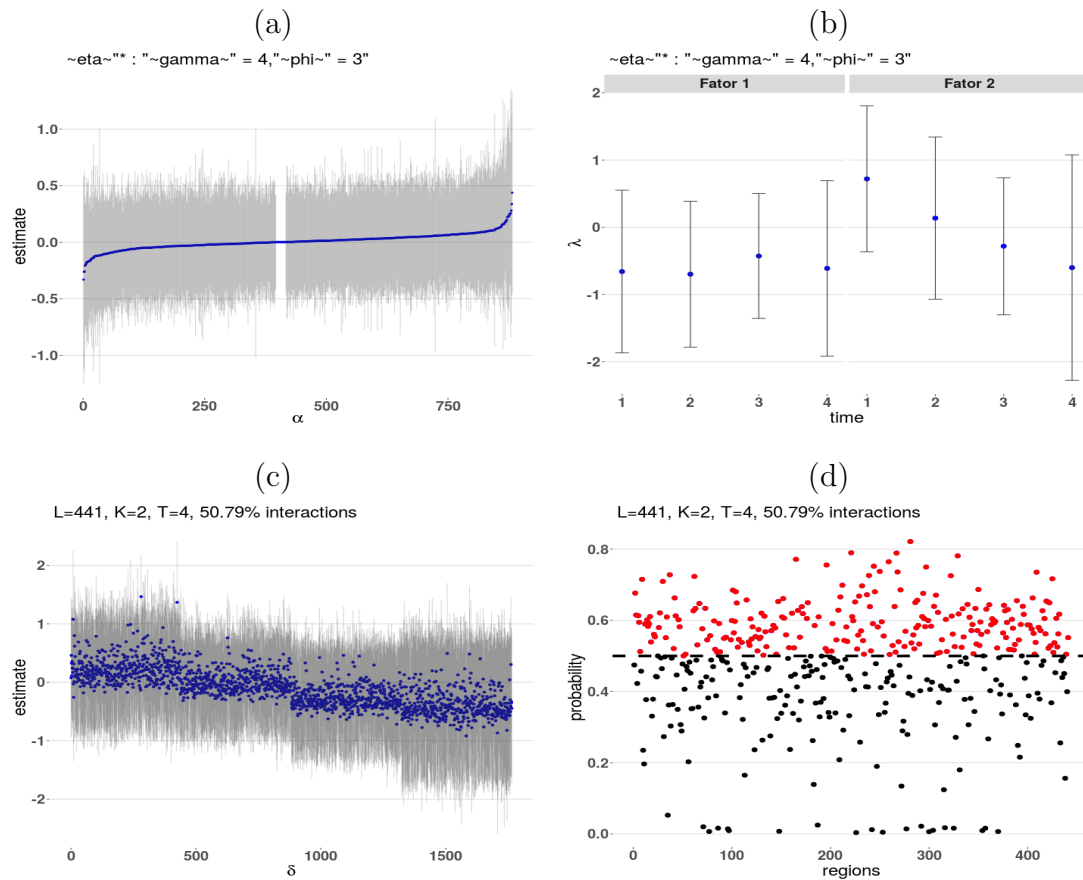 (a)
~eta~"* : "~gamma~" = 4,"~phi~" = 3"
estimate
1.0
0.5
0.0
-0.5
-1.0
0 250 500 750
α
(b)
~eta~"* : "~gamma~" = 4,"~phi~" = 3"
Fator 1 Fator 2
λ
2
1
0
-1
-2
1 2 3 4 1 2 3 4
time
(c)
L=441, K=2, T=4, 50.79% interactions
estimate
2
1
0
-1
-2
0 500 1000 1500
δ
(d)
L=441, K=2, T=4, 50.79% interactions
probability
0.8
0.6
0.4
0.2
0.0
0 100 200 300 400
regions